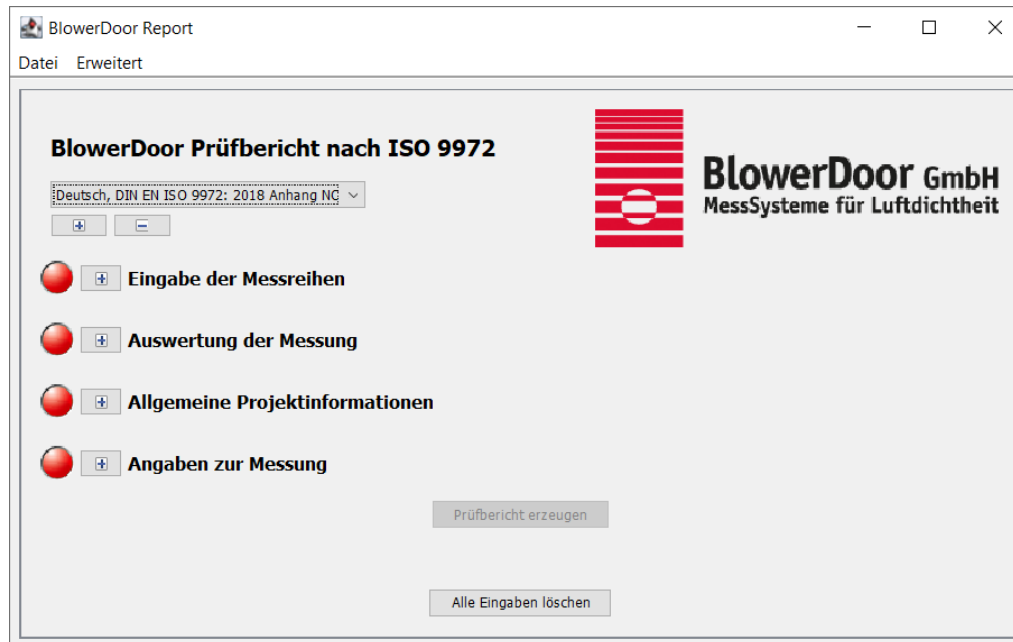 BlowerDoor Report
Datei Erweitert
BlowerDoor Prüfbericht nach ISO 9972
BlowerDoor GmbH
MessSysteme für Luftdichtheit
Deutsch, DIN EN ISO 9972: 2018 Anhang NC
Eingabe der Messreihen
Auswertung der Messung
Allgemeine Projektinformationen
Angaben zur Messung
Prüfbericht erzeugen
Alle Eingaben löschen